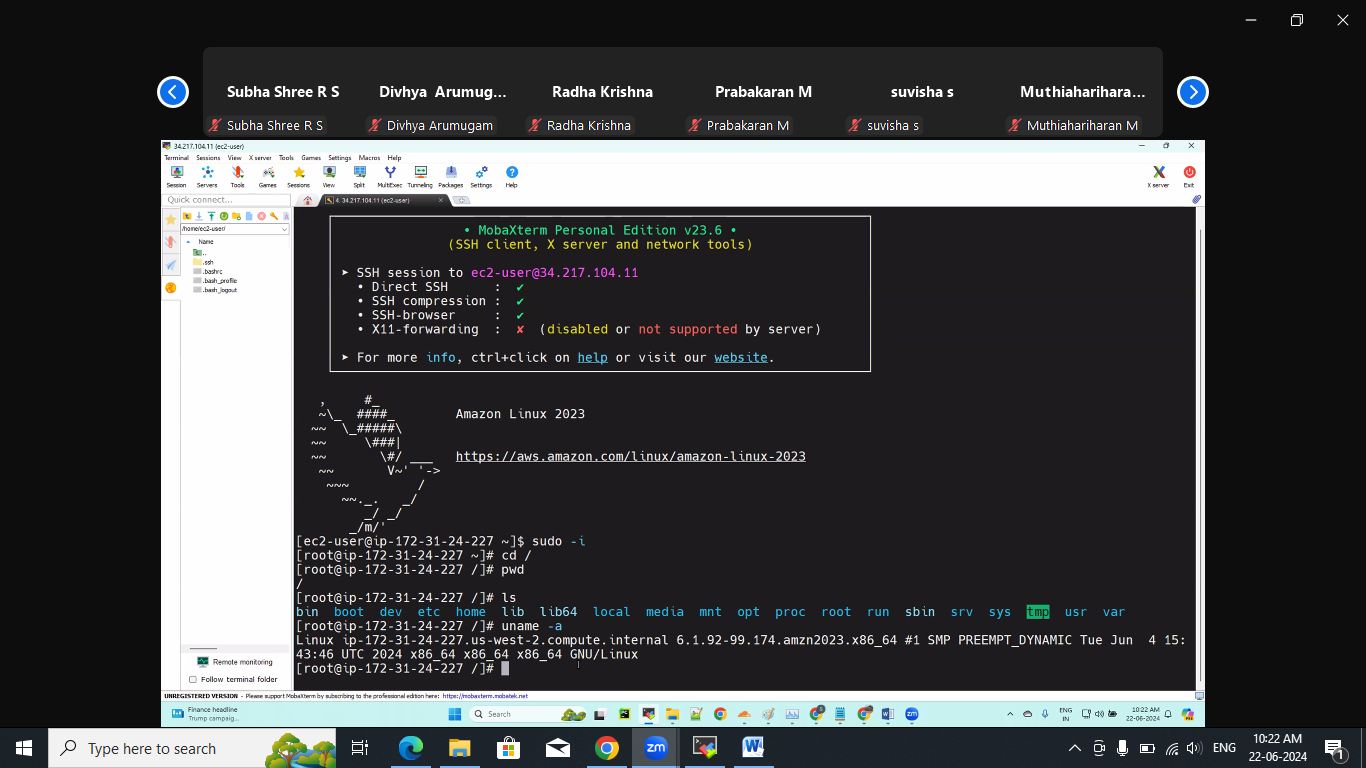 Subha Shree R S Divhya Arumug... Radha Krishna Prabakaran M suvisha s Muthiaharihara...
Subha Shree R S Divhya Arumugam Radha Krishna Prabakaran M suvisha s Muthiahariharan M
34.217.104.11 (ec2-user)
Terminal Sessions View X server Tools Games Settings Macros Help
Session Servers Tools Games Sessions View Split MultiExec Tunneling Packages Settings Help X server Exit
Quick connect...
4. 34.217.104.11 (ec2-user)
/home/ec2-user/
Name
..
.ssh
.bashrc
.bash_profile
.bash_logout
• MobaXterm Personal Edition v23.6 •
(SSH client, X server and network tools)
➤ SSH session to ec2-user@34.217.104.11
• Direct SSH : ✔
• SSH compression : ✔
• SSH-browser : ✔
• X11-forwarding : ✘ (disabled or not supported by server)
➤ For more info, ctrl+click on help or visit our website.
, #_
~\_ ####_ Amazon Linux 2023
~~ \_#####\
~~ \###|
~~ \#/ ___ https://aws.amazon.com/linux/amazon-linux-2023
~~ V~' '->
~~~ /
~~._. _/
_/ _/
_/m/'
[ec2-user@ip-172-31-24-227 ~]$ sudo -i
[root@ip-172-31-24-227 ~]# cd /
[root@ip-172-31-24-227 /]# pwd
/
[root@ip-172-31-24-227 /]# ls
bin boot dev etc home lib lib64 local media mnt opt proc root run sbin srv sys tmp usr var
[root@ip-172-31-24-227 /]# uname -a
Linux ip-172-31-24-227.us-west-2.compute.internal 6.1.92-99.174.amzn2023.x86_64 #1 SMP PREEMPT_DYNAMIC Tue Jun 4 15:
43:46 UTC 2024 x86_64 x86_64 x86_64 GNU/Linux
[root@ip-172-31-24-227 /]#
Remote monitoring
Follow terminal folder
UNREGISTERED VERSION - Please support MobaXterm by subscribing to the professional edition here: https://mobaxterm.mobatek.net
Finance headline
Trump campaig...
Search
zm
ENG
IN
10:22 AM
22-06-2024
Type here to search
zm
ENG
10:22 AM
22-06-2024
1